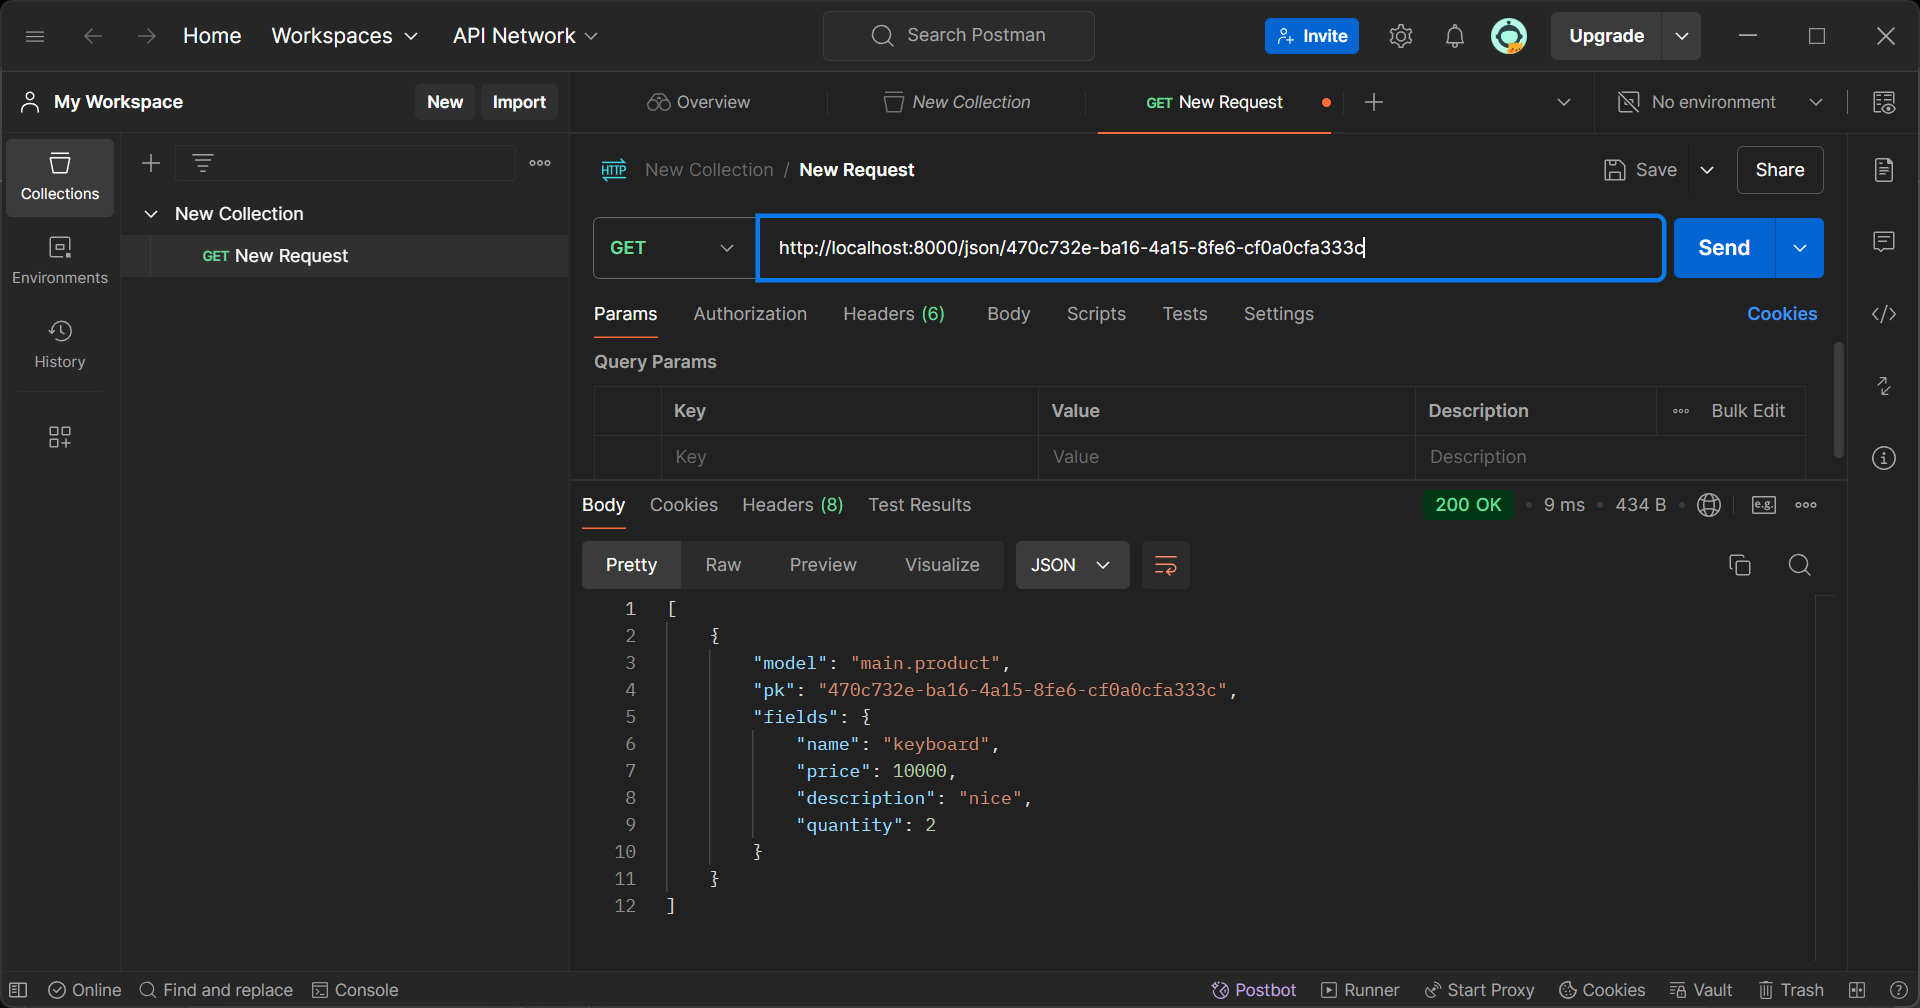 Home Workspaces API Network Search Postman Invite Upgrade
My Workspace New Import Overview New Collection GET New Request No environment
Collections
Environments
History
New Collection
GET New Request
HTTP New Collection / New Request Save Share
GET http://localhost:8000/json/470c732e-ba16-4a15-8fe6-cf0a0cfa333c Send
Params Authorization Headers (6) Body Scripts Tests Settings Cookies
Query Params
Key Value Description Bulk Edit
Key Value Description
Body Cookies Headers (8) Test Results 200 OK • 9 ms • 434 B • e.g.
Pretty Raw Preview Visualize JSON
1 [
2 {
3 "model": "main.product",
4 "pk": "470c732e-ba16-4a15-8fe6-cf0a0cfa333c",
5 "fields": {
6 "name": "keyboard",
7 "price": 10000,
8 "description": "nice",
9 "quantity": 2
10 }
11 }
12 ]
Online Find and replace Console Postbot Runner Start Proxy Cookies Vault Trash